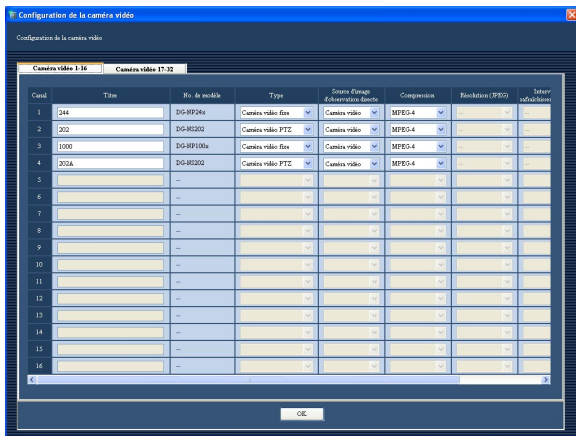 Configuration de la caméra vidéo
Configuration de la caméra vidéo
Caméra vidéo 1-16 Caméra vidéo 17-32
Canal Titre No. de modèle Type Source d'image d'observation directe Compression Résolution (JPEG) Interv rafraîchisse
1 244 DG-NP24x Caméra vidéo fixe Caméra vidéo MPEG-4 --
2 202 DG-NS202 Caméra vidéo PTZ Caméra vidéo MPEG-4 -- --
3 1000 DG-NP100x Caméra vidéo fixe Caméra vidéo MPEG-4 -- --
4 202A DG-NS202 Caméra vidéo PTZ Caméra vidéo MPEG-4 -- --
5 --
6 --
7 --
8 --
9 --
10 --
11 --
12 --
13 --
14 --
15 --
16 --
OK